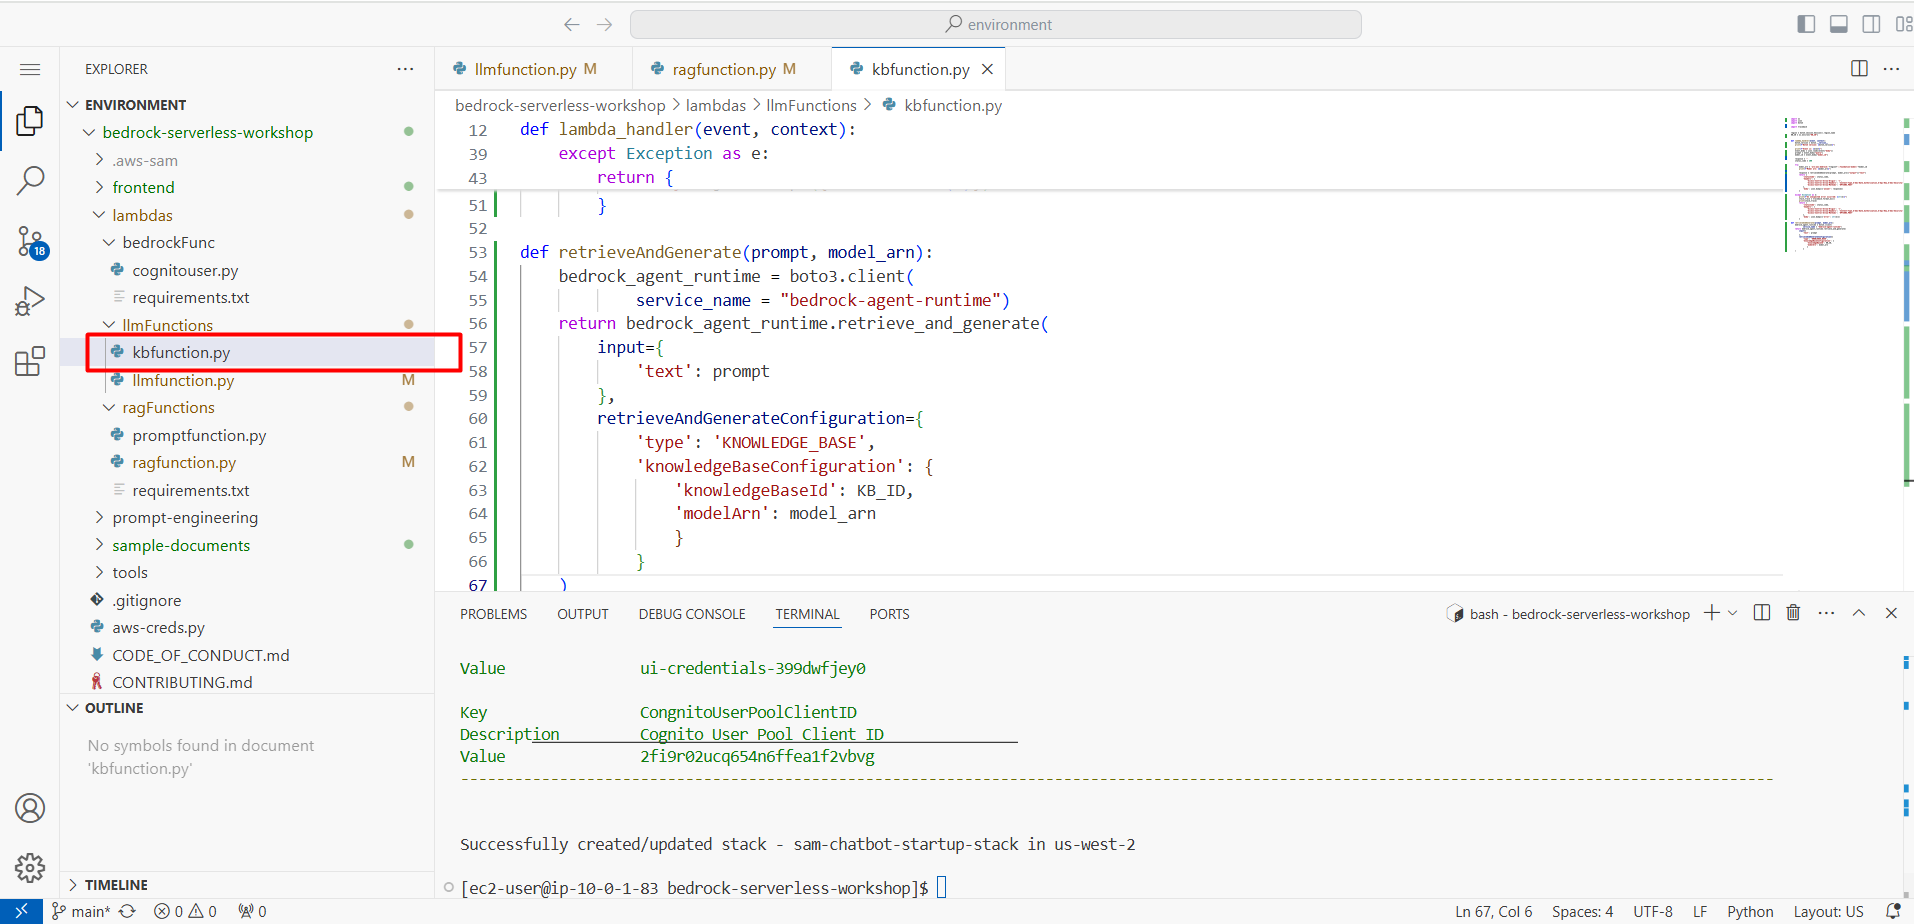 environment
EXPLORER
ENVIRONMENT
bedrock-serverless-workshop
.aws-sam
frontend
lambdas
bedrockFunc
cognitouser.py
requirements.txt
llmFunctions
kbfunction.py
llmfunction.py M
ragFunctions
promptfunction.py
ragfunction.py M
requirements.txt
prompt-engineering
sample-documents
tools
.gitignore
aws-creds.py
CODE_OF_CONDUCT.md
CONTRIBUTING.md
OUTLINE
No symbols found in document
'kbfunction.py'
TIMELINE
18
llmfunction.py M ragfunction.py M kbfunction.py
bedrock-serverless-workshop > lambdas > llmFunctions > kbfunction.py
12 def lambda_handler(event, context):
39 except Exception as e:
43 return {
51 }
52
53 def retrieveAndGenerate(prompt, model_arn):
54 bedrock_agent_runtime = boto3.client(
55 service_name = "bedrock-agent-runtime")
56 return bedrock_agent_runtime.retrieve_and_generate(
57 input={
58 'text': prompt
59 },
60 retrieveAndGenerateConfiguration={
61 'type': 'KNOWLEDGE_BASE',
62 'knowledgeBaseConfiguration': {
63 'knowledgeBaseId': KB_ID,
64 'modelArn': model_arn
65 }
66 }
67 )
PROBLEMS OUTPUT DEBUG CONSOLE TERMINAL PORTS bash - bedrock-serverless-workshop
Value ui-credentials-399dwfjey0
Key CongnitoUserPoolClientID
Description Cognito User Pool Client ID
Value 2fi9r02ucq654n6ffea1f2vbvg
--------------------------------------------------------------------------------
Successfully created/updated stack - sam-chatbot-startup-stack in us-west-2
[ec2-user@ip-10-0-1-83 bedrock-serverless-workshop]$
main* 0 0 0 Ln 67, Col 6 Spaces: 4 UTF-8 LF Python Layout: US